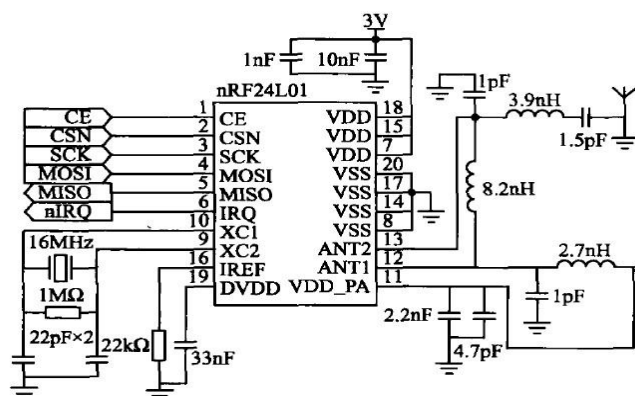 3V
1nF
10nF
nRF24L01
1pF
3.9nH
1.5pF
8.2nH
CE 1 CE VDD 18
CSN 2 CSN VDD 15
SCK 3 SCK VDD 7
MOSI 4 MOSI VSS 20
MISO 5 MISO VSS 17
nIRQ 6 IRQ VSS 14
10 XC1 VSS 8
9 XC2 ANT2 13
16 IREF ANT1 12
19 DVDD VDD_PA 11
16MHz
1MΩ
22pF×2
22kΩ
33nF
2.7nH
1pF
2.2nF
4.7pF